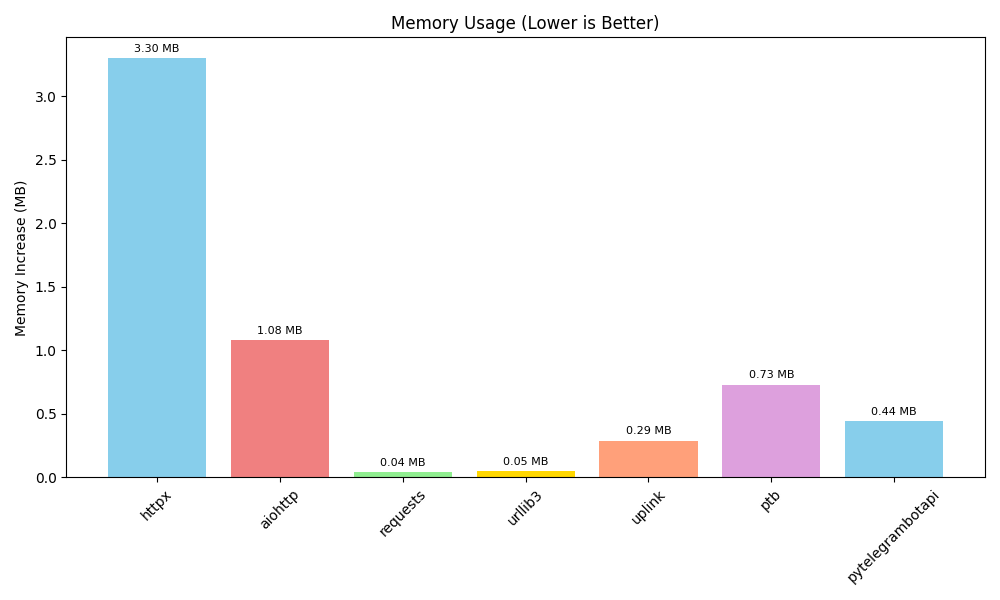 Memory Usage (Lower is Better)
Memory Increase (MB)
3.0
2.5
2.0
1.5
1.0
0.5
0.0
3.30 MB
1.08 MB
0.04 MB
0.05 MB
0.29 MB
0.73 MB
0.44 MB
httpx
aiohttp
requests
urllib3
uplink
ptb
pytelegrambotapi